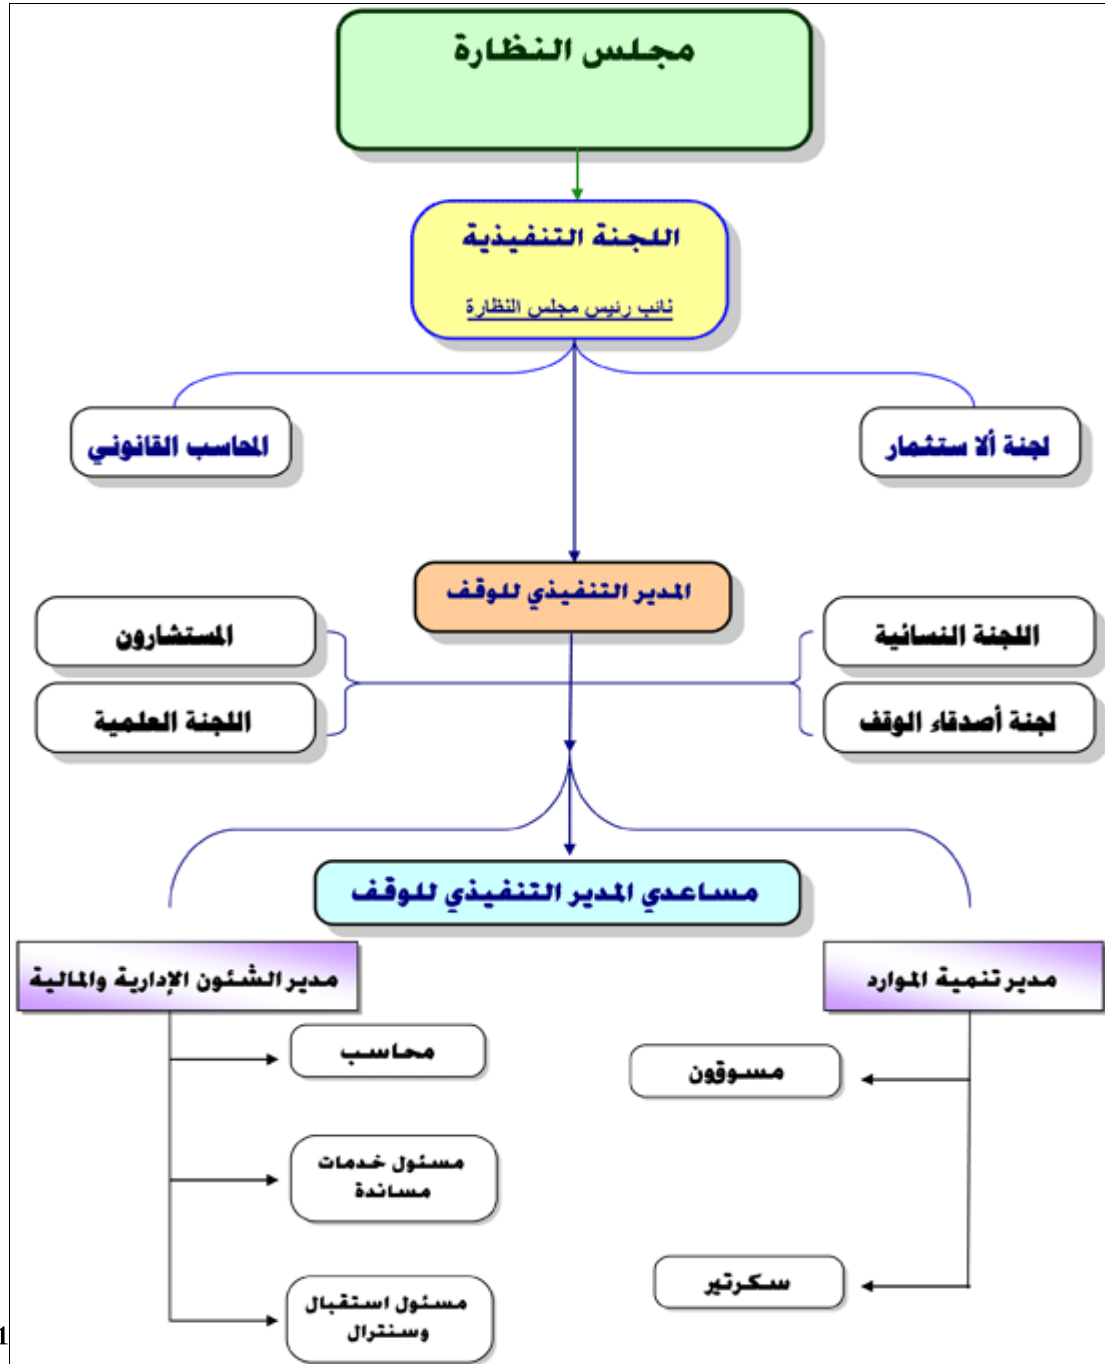 مجلس النظارة
اللجنة التنفيذية
نائب رئيس مجلس النظارة
لجنة ألا ستثمار
المحاسب القانوني
المدير التنفيذي للوقف
اللجنة النسائية
المستشارون
لجنة أصدقاء الوقف
اللجنة العلمية
مساعدي المدير التنفيذي للوقف
مدير تنمية الموارد
مدير الشئون الإدارية والمالية
مسوؤون
محاسب
مسئول خدمات
مساندة
سكرتير
مسئول استقبال
وسنترال
1